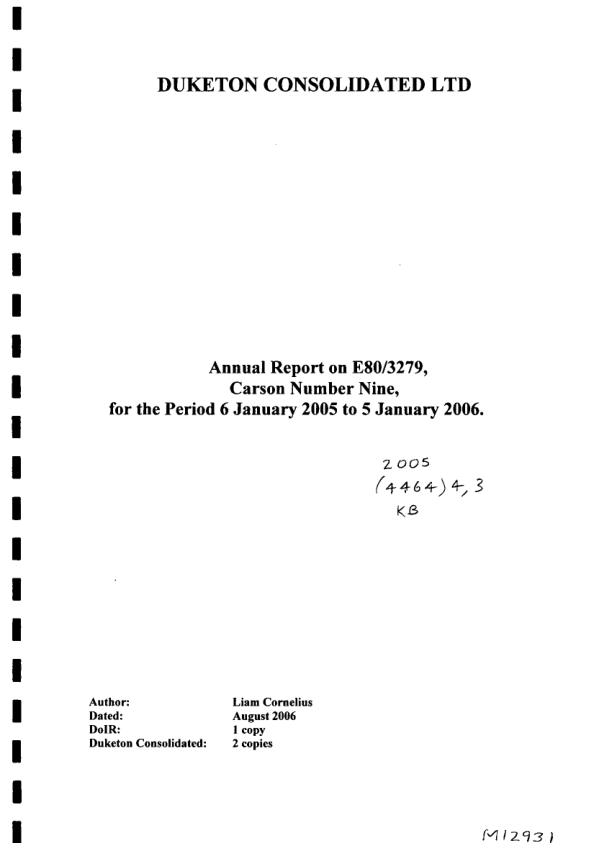 DUKETON CONSOLIDATED LTD
Annual Report on E80/3279,
Carson Number Nine,
for the Period 6 January 2005 to 5 January 2006.
2005
(4464) 4, 3
KB
Author: Liam Cornelius
Dated: August 2006
DoIR: 1 copy
Duketon Consolidated: 2 copies
M12931